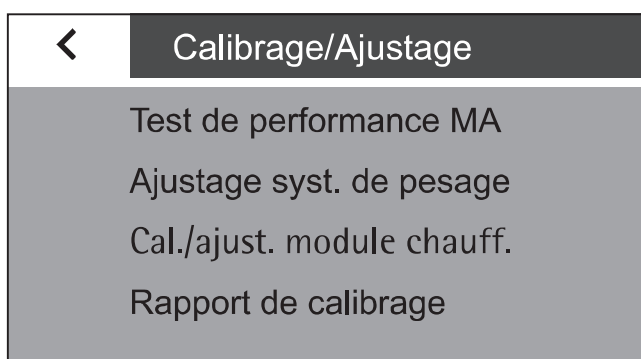 Calibrage/Ajustage
Test de performance MA
Ajustage syst. de pesage
Cal./ajust. module chauff.
Rapport de calibrage